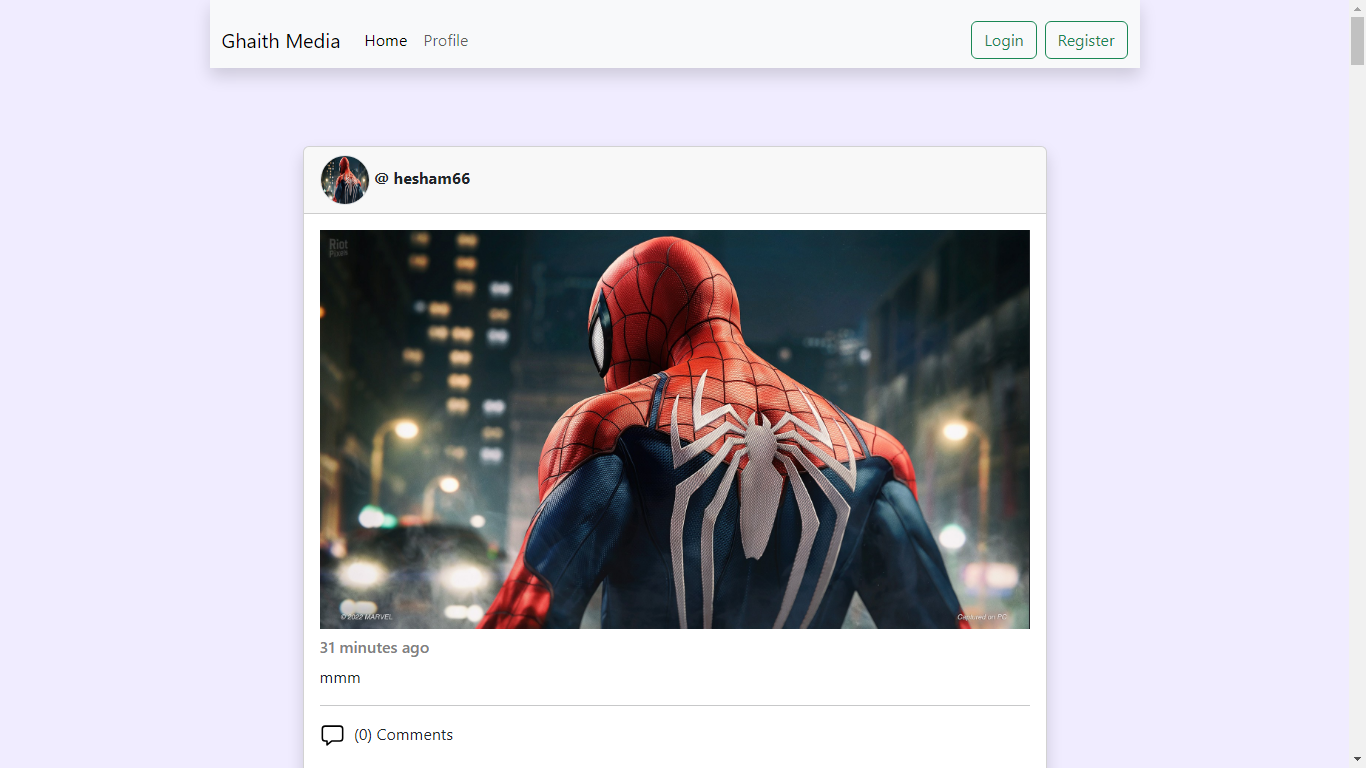 Ghaith Media Home Profile Login Register
@ hesham66
Riot
Pixels
© 2022 MARVEL Captured on PC
31 minutes ago
mmm
(0) Comments